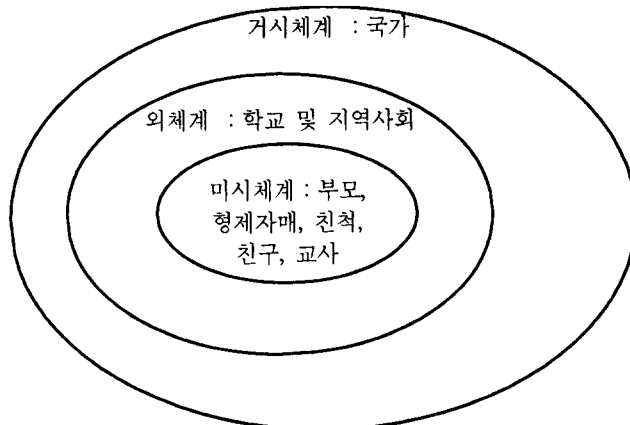 거시체계 : 국가
외체계 : 학교 및 지역사회
미시체계 : 부모,
형제자매, 친척,
친구, 교사